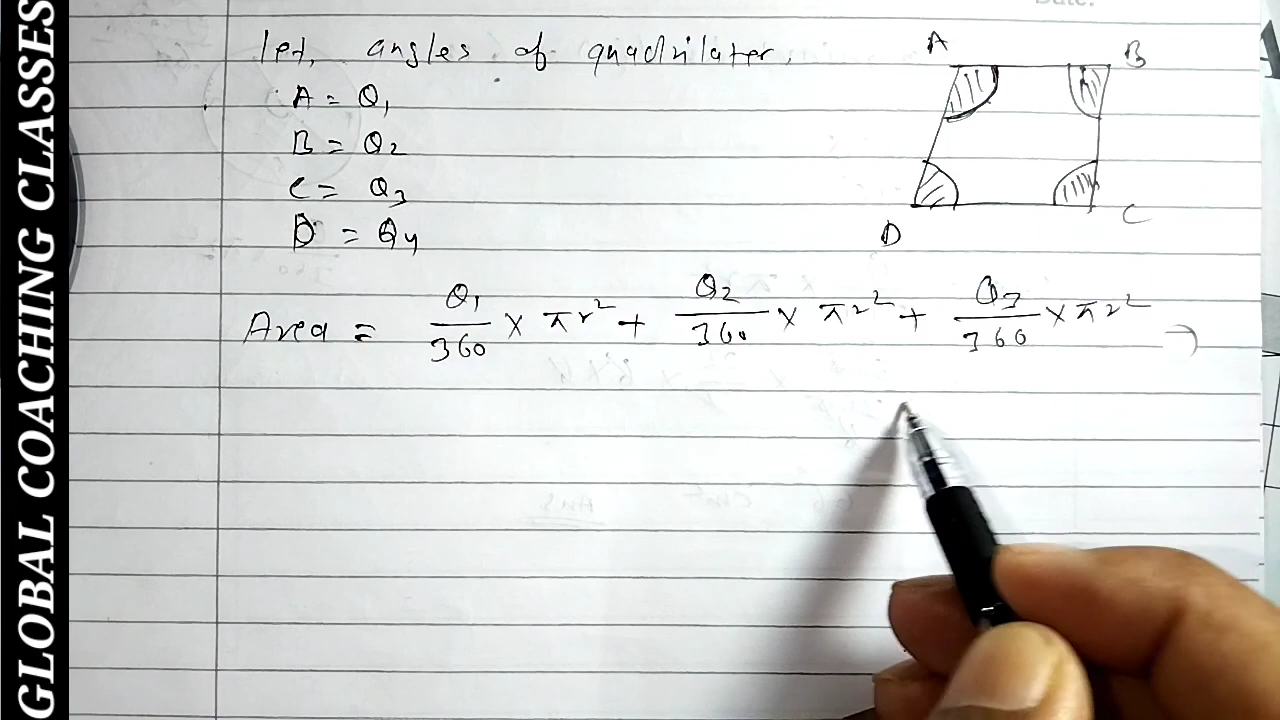 GLOBAL COACHING CLASSES
let, angles of quadrilater.
A = θ₁
B = θ₂
C = θ₃
D = θ₄
A
B
C
D
Area = θ₁/360 × πr² + θ₂/360 × πr² + θ₃/360 × πr²